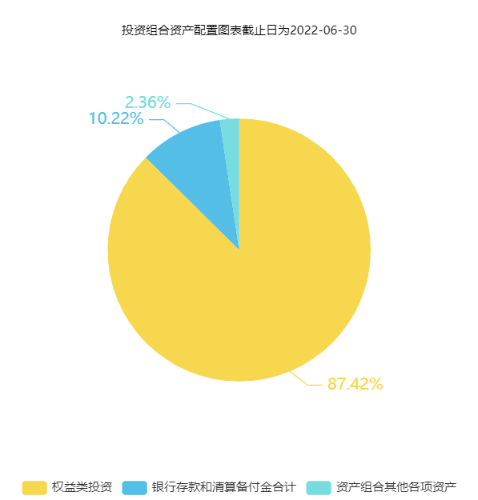 投资组合资产配置图表截止日为2022-06-30
2.36%
10.22%
87.42%
权益类投资 银行存款和清算备付金合计 资产组合其他各项资产